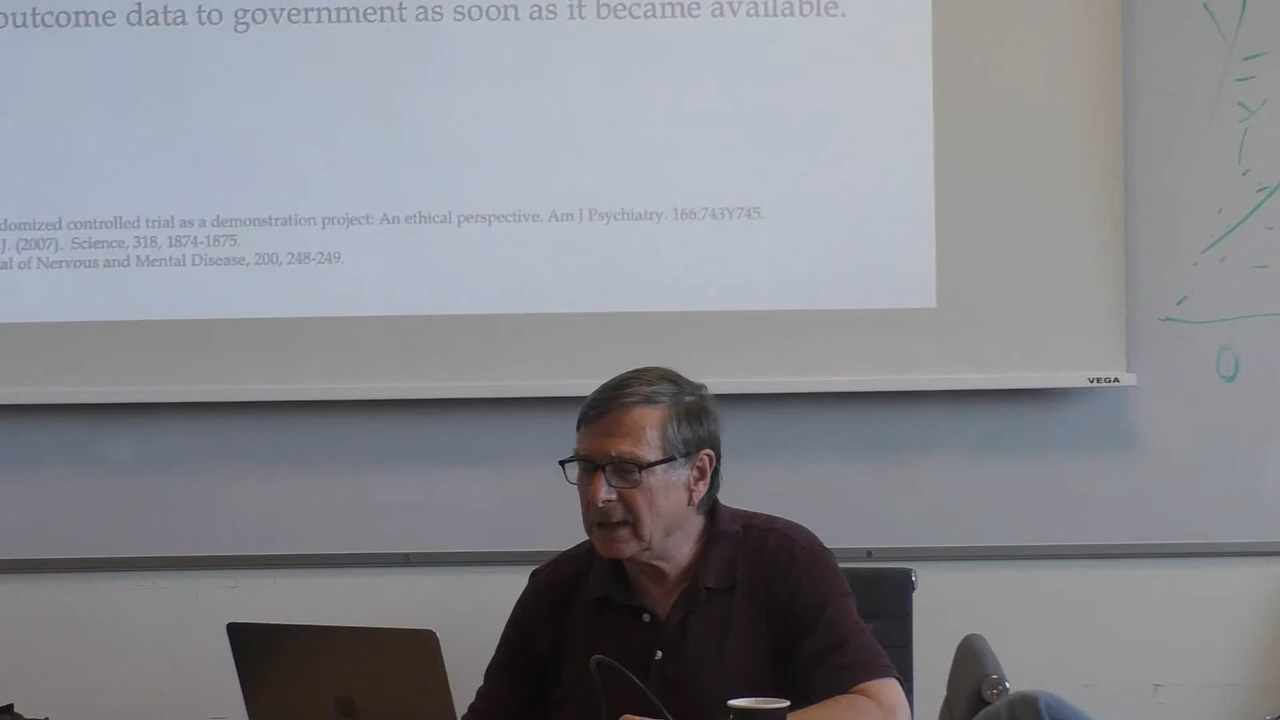 outcome data to government as soon as it became available.
domized controlled trial as a demonstration project: An ethical perspective. Am J Psychiatry. 166:743Y745.
J. (2007). Science, 318, 1874-1875.
al of Nervous and Mental Disease, 200, 248-249.
VEGA
0